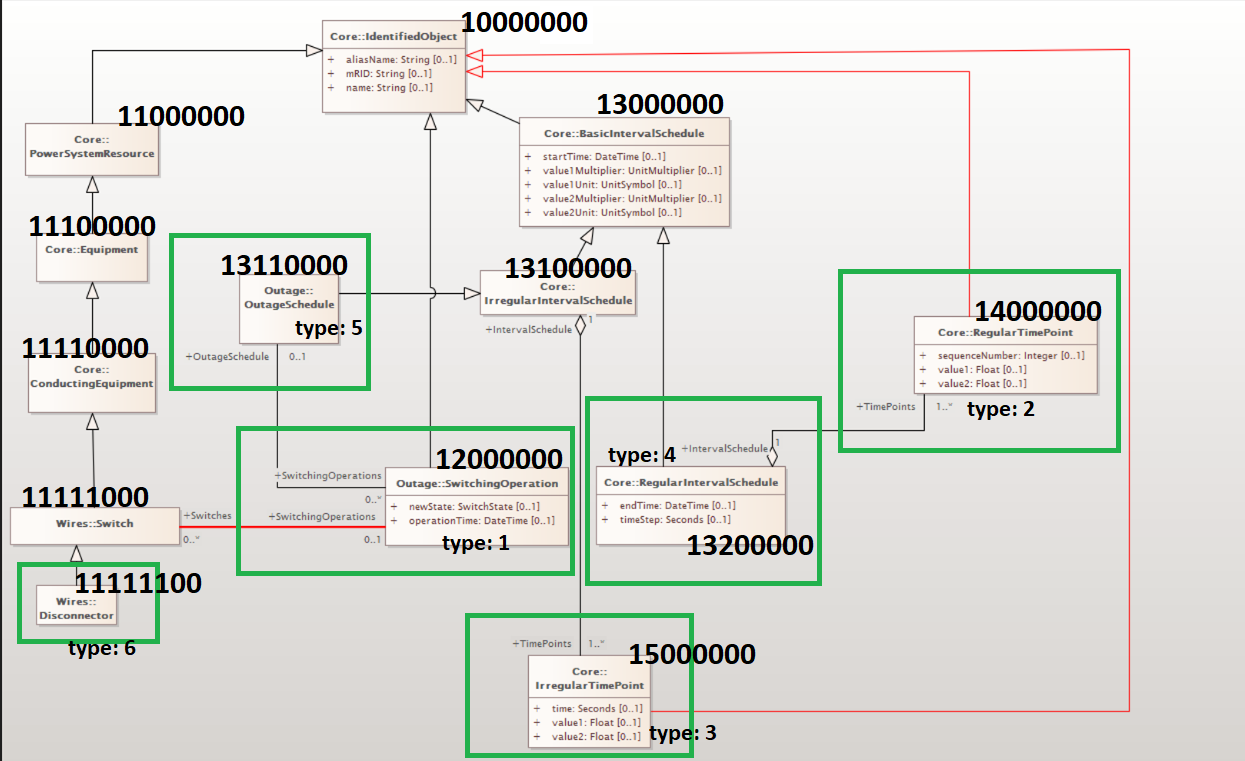 10000000
Core::IdentifiedObject
+ aliasName: String [0..1]
+ mRID: String [0..1]
+ name: String [0..1]
11000000
Core::
PowerSystemResource
13000000
Core::BasicIntervalSchedule
+ startTime: DateTime [0..1]
+ value1Multiplier: UnitMultiplier [0..1]
+ value1Unit: UnitSymbol [0..1]
+ value2Multiplier: UnitMultiplier [0..1]
+ value2Unit: UnitSymbol [0..1]
11100000
Core::Equipment
13110000
Outage::
OutageSchedule
type: 5
+OutageSchedule 0..1
13100000
Core::
IrregularIntervalSchedule
+IntervalSchedule 1
14000000
Core::RegularTimePoint
+ sequenceNumber: Integer [0..1]
+ value1: Float [0..1]
+ value2: Float [0..1]
+TimePoints 1..*
type: 2
11110000
Core::
ConductingEquipment
12000000
+SwitchingOperations
0..*
Outage::SwitchingOperation
+ newState: SwitchState [0..1]
+ operationTime: DateTime [0..1]
type: 1
+SwitchingOperations
0..1
type: 4
+IntervalSchedule 1
Core::RegularIntervalSchedule
+ endTime: DateTime [0..1]
+ timeStep: Seconds [0..1]
13200000
11111000
Wires::Switch
+Switches
0..*
11111100
Wires::
Disconnector
type: 6
+TimePoints 1..*
15000000
Core::
IrregularTimePoint
+ time: Seconds [0..1]
+ value1: Float [0..1]
+ value2: Float [0..1]
type: 3